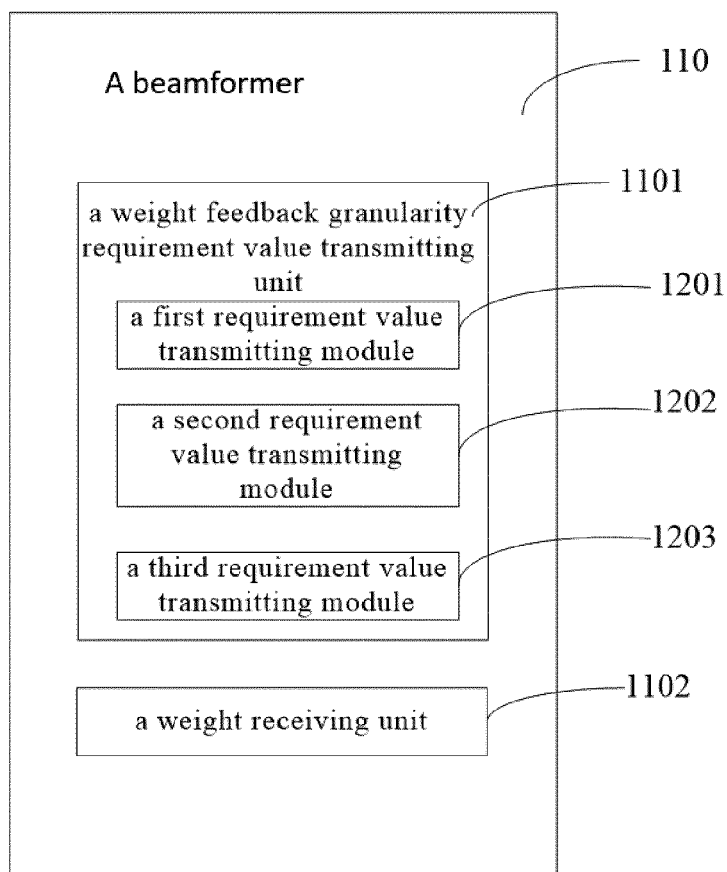 A beamformer
110
a weight feedback granularity
requirement value transmitting
unit
1101
a first requirement value
transmitting module
1201
a second requirement
value transmitting
module
1202
a third requirement value
transmitting module
1203
a weight receiving unit
1102